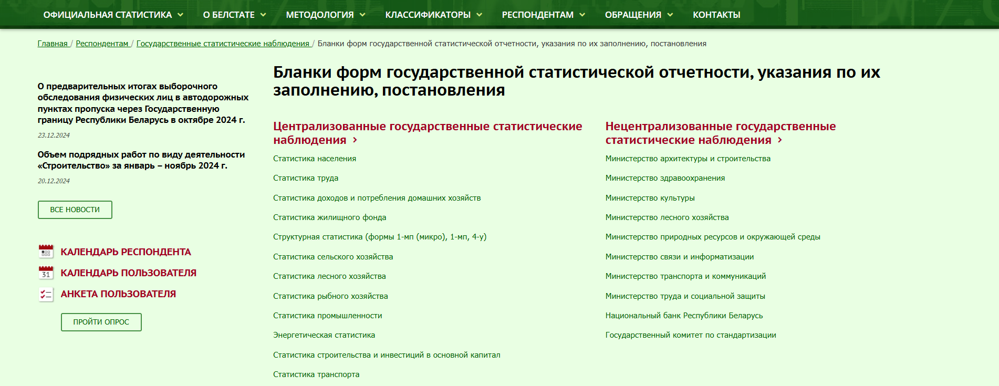 ОФИЦИАЛЬНАЯ СТАТИСТИКА О БЕЛСТАТЕ МЕТОДОЛОГИЯ КЛАССИФИКАТОРЫ РЕСПОНДЕНТАМ ОБРАЩЕНИЯ КОНТАКТЫ
Главная / Респондентам / Государственные статистические наблюдения / Бланки форм государственной статистической отчетности, указания по их заполнению, постановления
О предварительных итогах выборочного
обследования физических лиц в автодорожных
пунктах пропуска через Государственную
границу Республики Беларусь в октябре 2024 г.
23.12.2024
Объем подрядных работ по виду деятельности
«Строительство» за январь – ноябрь 2024 г.
20.12.2024
ВСЕ НОВОСТИ
КАЛЕНДАРЬ РЕСПОНДЕНТА
31 КАЛЕНДАРЬ ПОЛЬЗОВАТЕЛЯ
АНКЕТА ПОЛЬЗОВАТЕЛЯ
ПРОЙТИ ОПРОС
Бланки форм государственной статистической отчетности, указания по их
заполнению, постановления
Централизованные государственные статистические
наблюдения ›
Статистика населения
Статистика труда
Статистика доходов и потребления домашних хозяйств
Статистика жилищного фонда
Структурная статистика (формы 1-мп (микро), 1-мп, 4-у)
Статистика сельского хозяйства
Статистика лесного хозяйства
Статистика рыбного хозяйства
Статистика промышленности
Энергетическая статистика
Статистика строительства и инвестиций в основной капитал
Статистика транспорта
Нецентрализованные государственные
статистические наблюдения ›
Министерство архитектуры и строительства
Министерство здравоохранения
Министерство культуры
Министерство лесного хозяйства
Министерство природных ресурсов и окружающей среды
Министерство связи и информатизации
Министерство транспорта и коммуникаций
Министерство труда и социальной защиты
Национальный банк Республики Беларусь
Государственный комитет по стандартизации